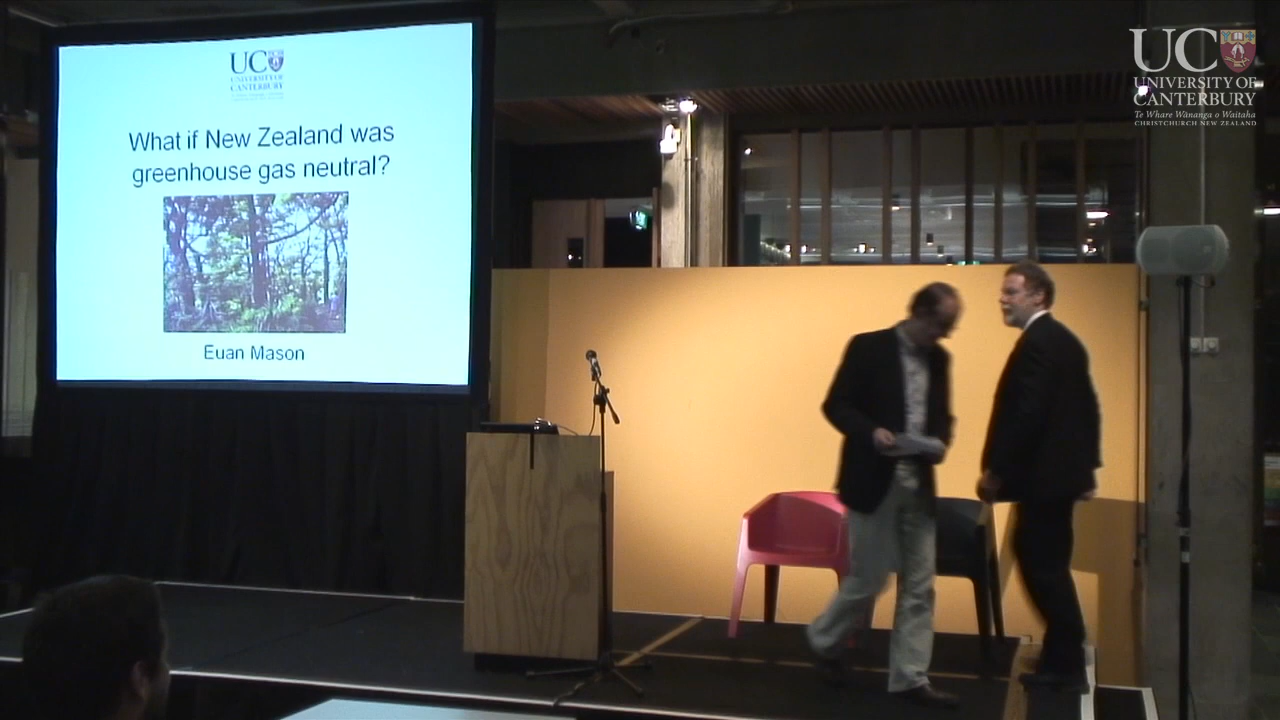 UC
UNIVERSITY OF
CANTERBURY
What if New Zealand was
greenhouse gas neutral?
Euan Mason
UC
UNIVERSITY OF
CANTERBURY
Te Whare Wānanga o Waitaha
CHRISTCHURCH NEW ZEALAND